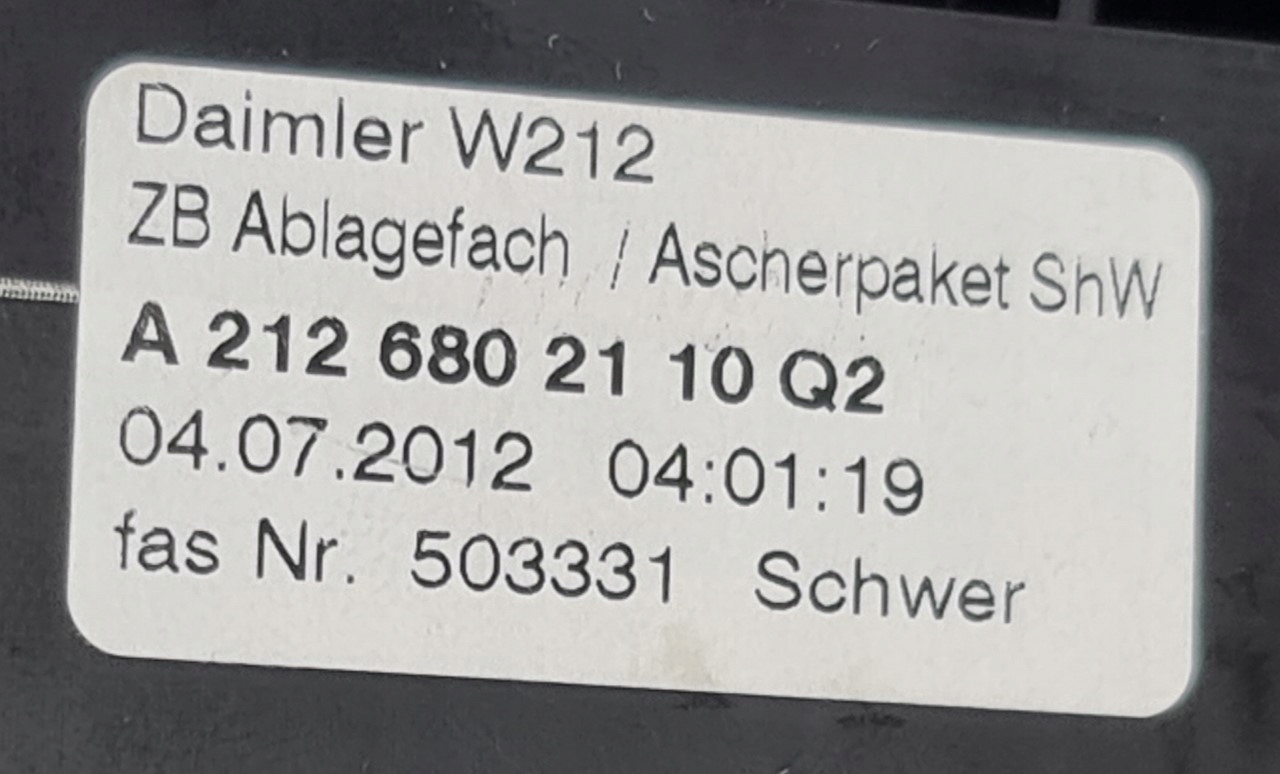 Daimler W212
ZB Ablagefach / Ascherpaket ShW
A 212 680 21 10 Q2
04.07.2012 04:01:19
fas Nr. 503331 Schwer